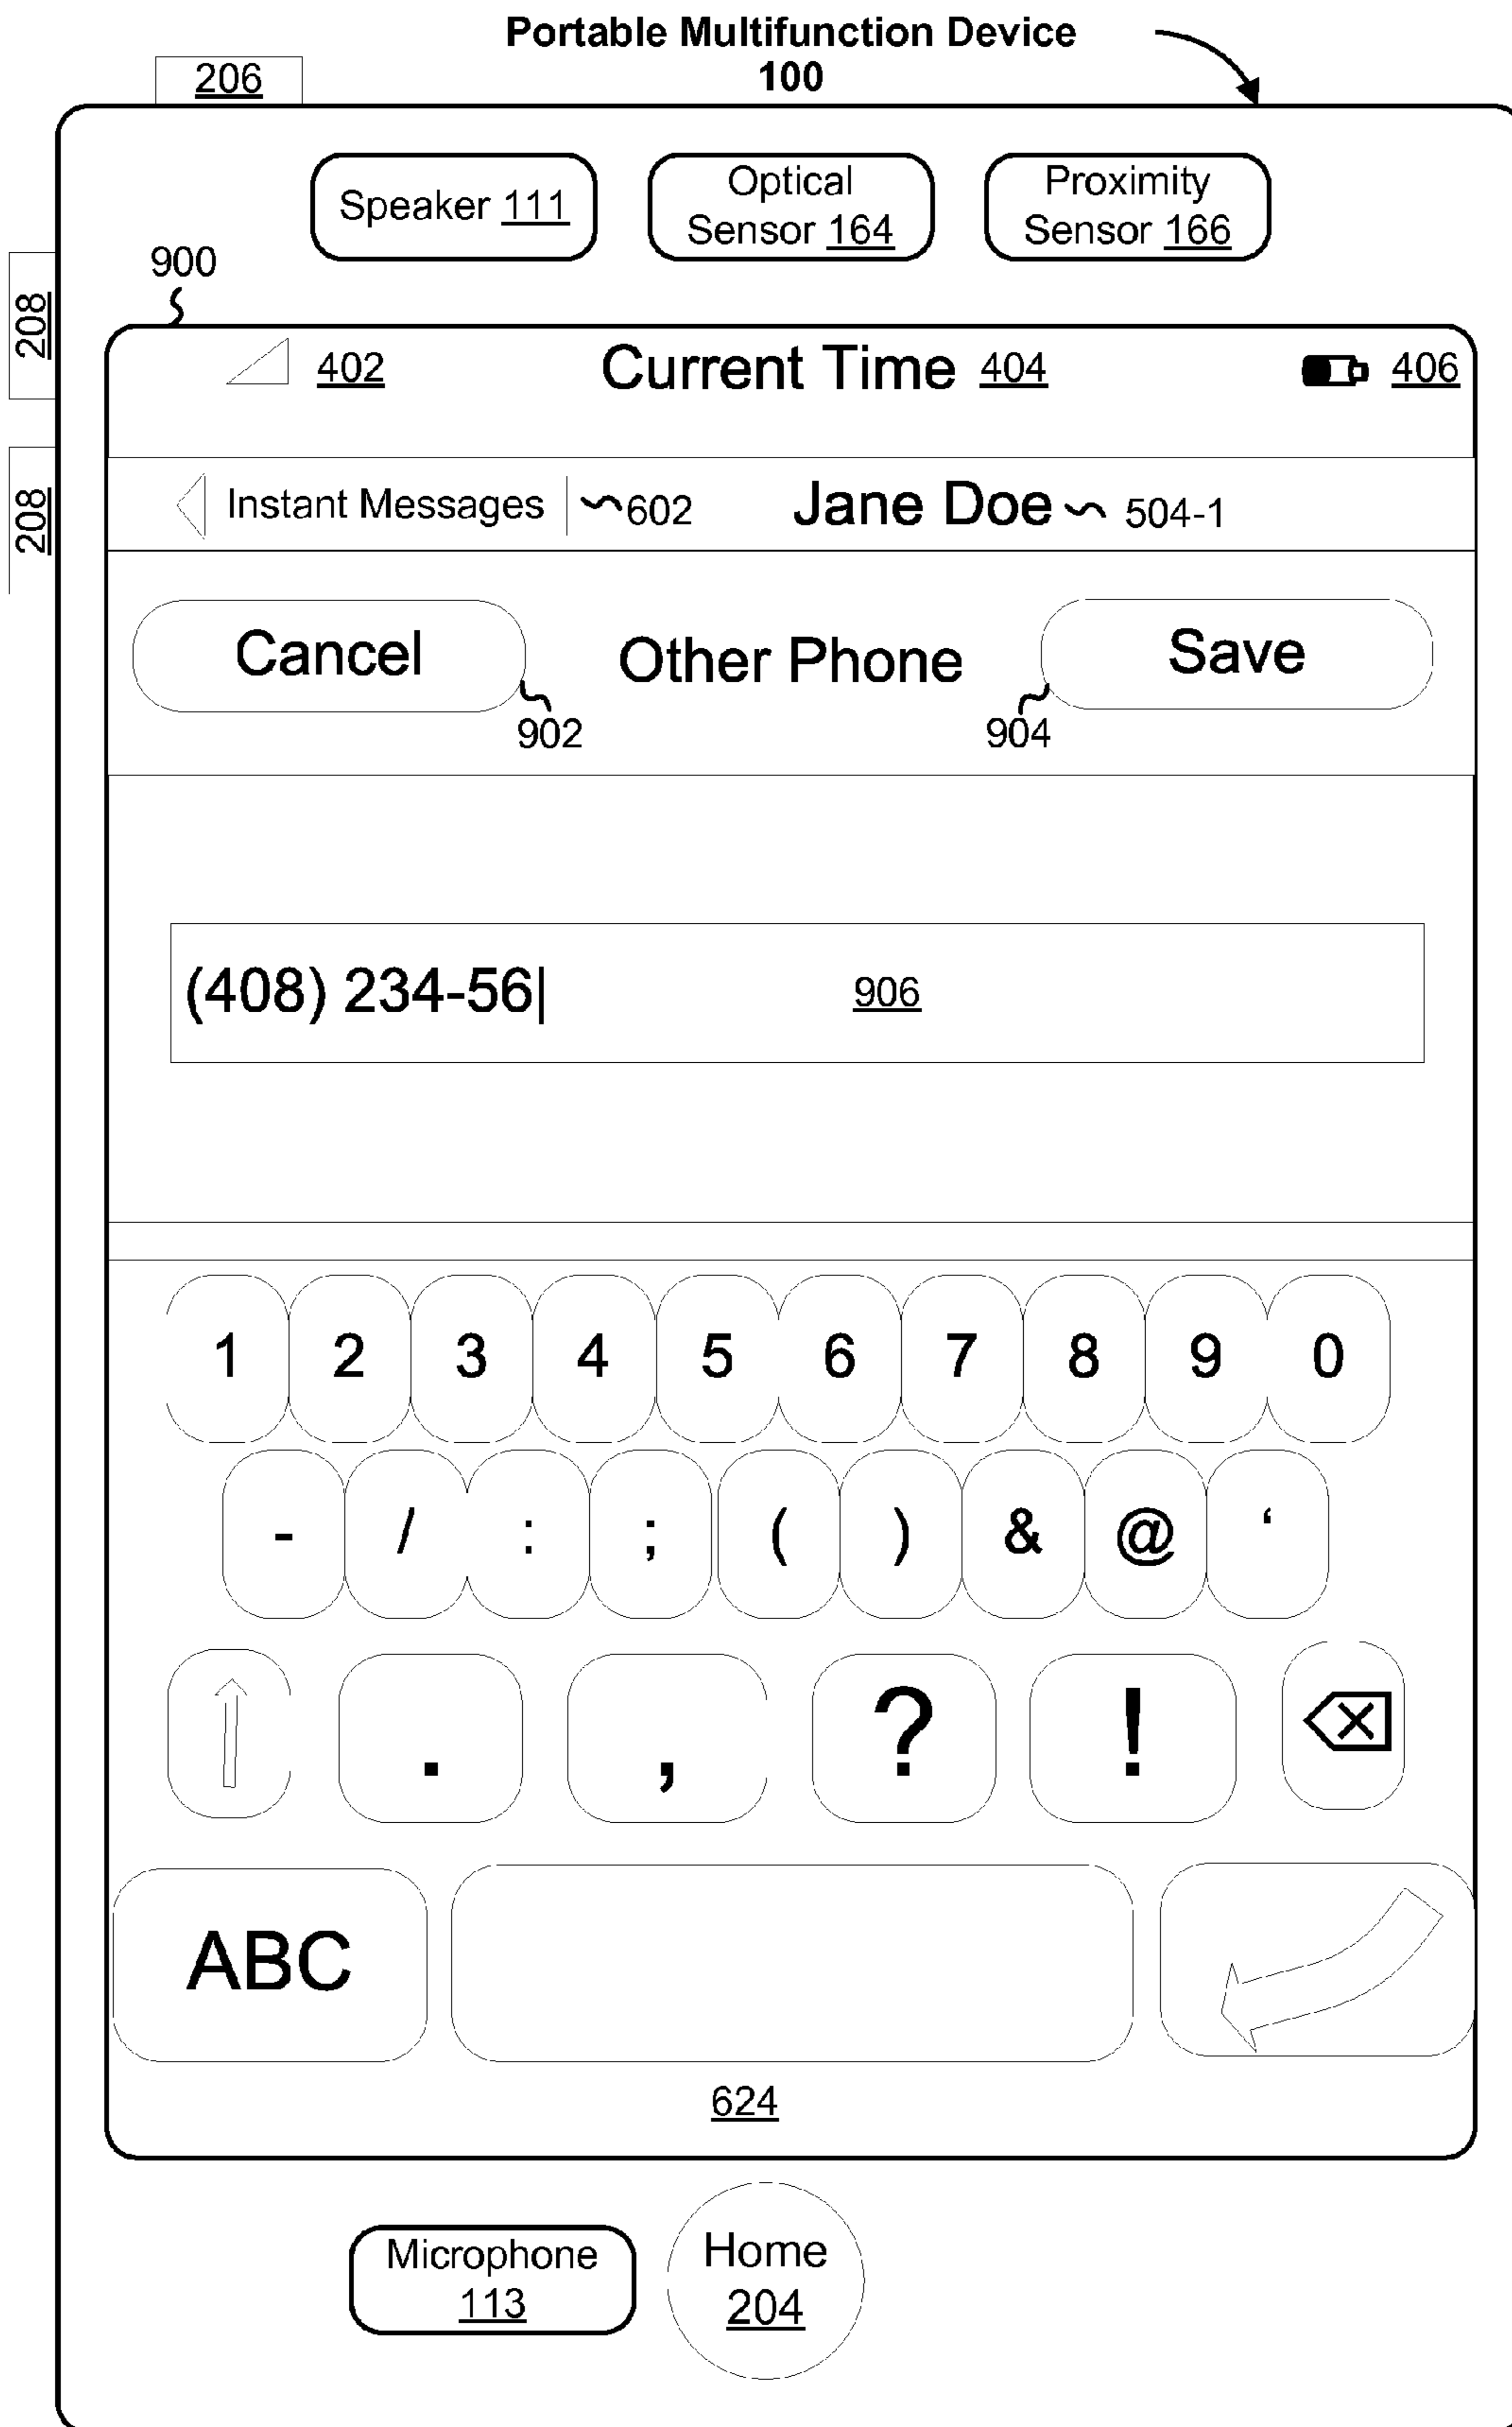 Portable Multifunction Device
100
206
Speaker 111
Optical
Sensor 164
Proximity
Sensor 166
900
208
208
402
Current Time 404
406
Instant Messages
602
Jane Doe
504-1
Cancel
Other Phone
Save
902
904
(408) 234-56|
906
1 2 3 4 5 6 7 8 9 0
- / : ; ( ) & @ ‘
. , ? !
ABC
624
Microphone
113
Home
204